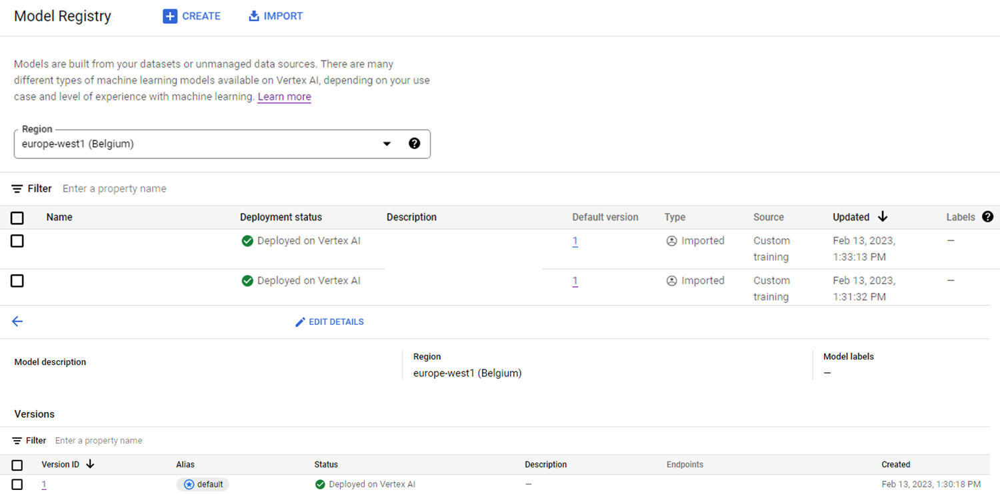 Model Registry CREATE IMPORT
Models are built from your datasets or unmanaged data sources. There are many
different types of machine learning models available on Vertex AI, depending on your use
case and level of experience with machine learning. Learn more
Region
europe-west1 (Belgium)
Filter Enter a property name
Name Deployment status Description Default version Type Source Updated Labels
Deployed on Vertex AI 1 Imported Custom Feb 13, 2023,
training 1:33:13 PM
Deployed on Vertex AI 1 Imported Custom Feb 13, 2023,
training 1:31:32 PM
EDIT DETAILS
Model description Region Model labels
europe-west1 (Belgium) —
Versions
Filter Enter a property name
Version ID Alias Status Description Endpoints Created
1 default Deployed on Vertex AI — Feb 13, 2023, 1:30:18 PM